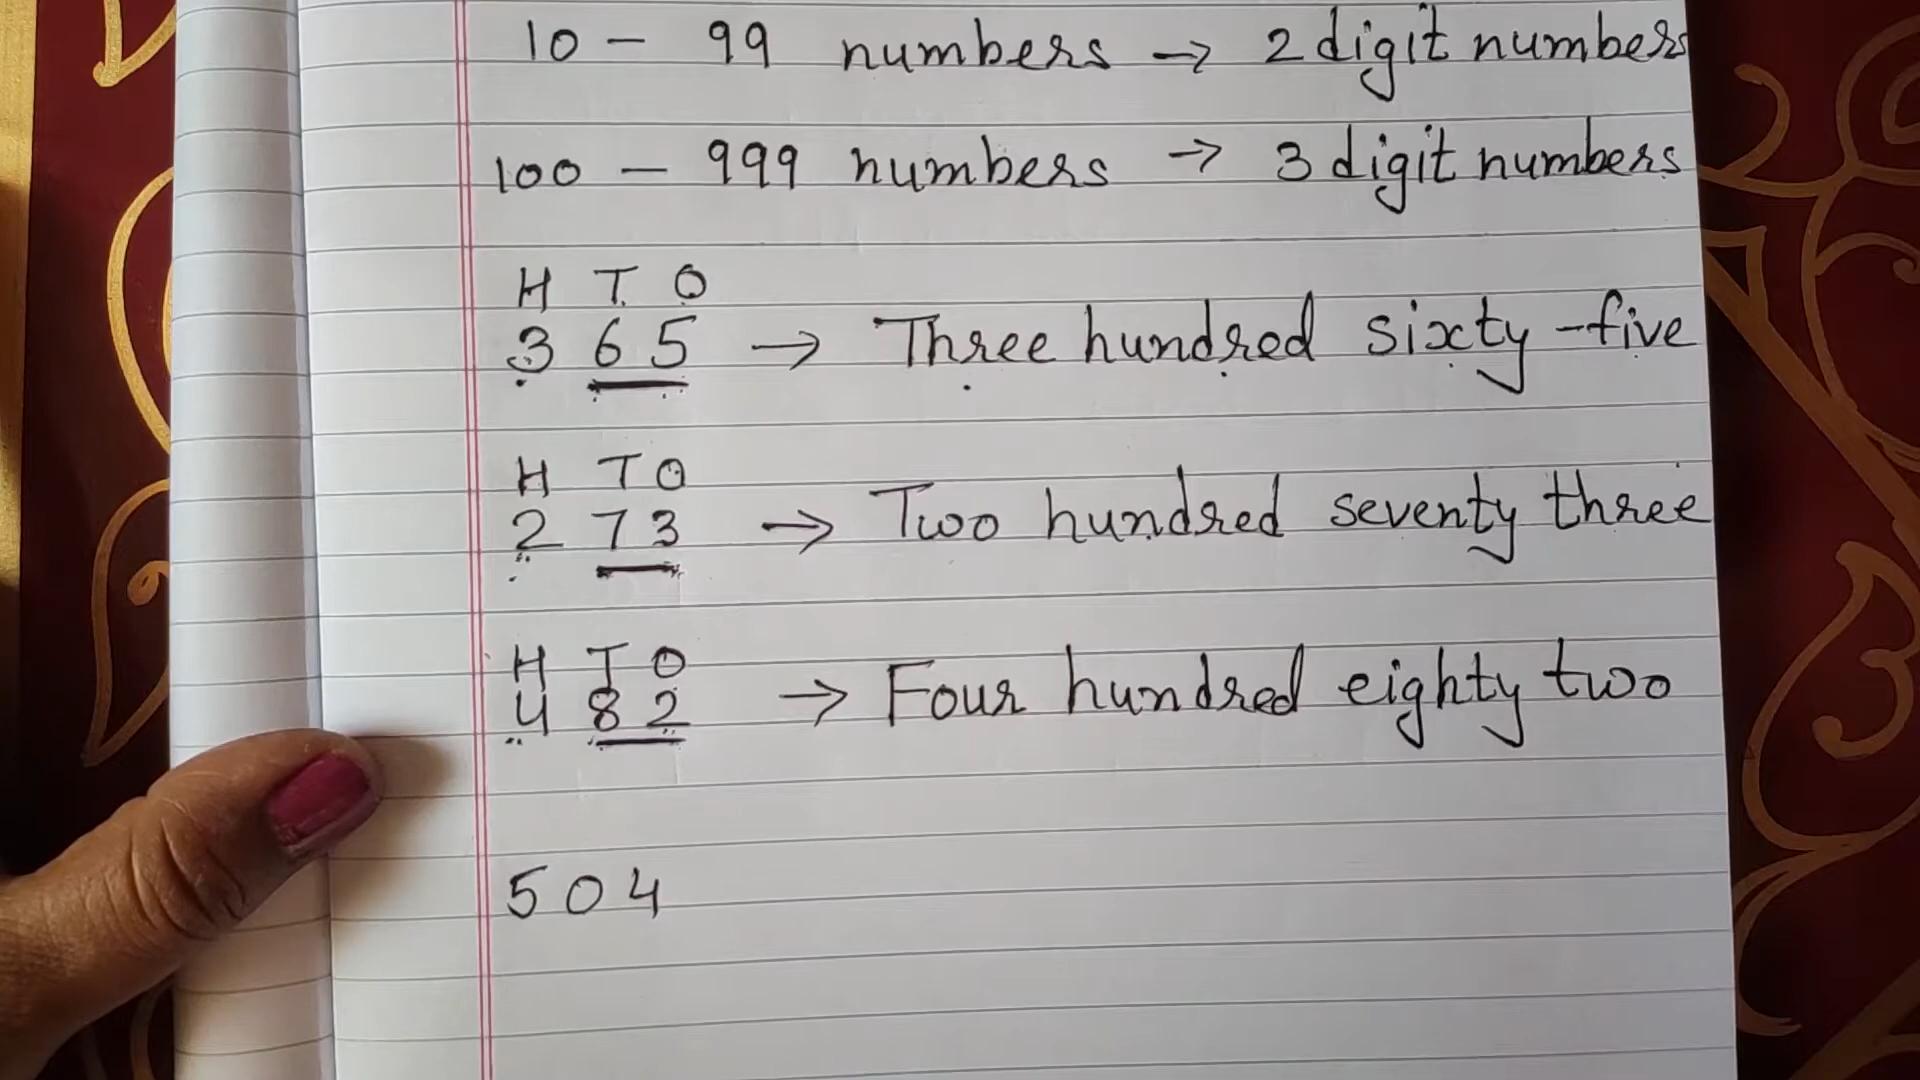 10 - 99 numbers → 2 digit numbers
100 - 999 numbers → 3 digit numbers
H T O
3 6 5 → Three hundred sixty-five
H T O
2 7 3 → Two hundred seventy three
H T O
4 8 2 → Four hundred eighty two
5 0 4